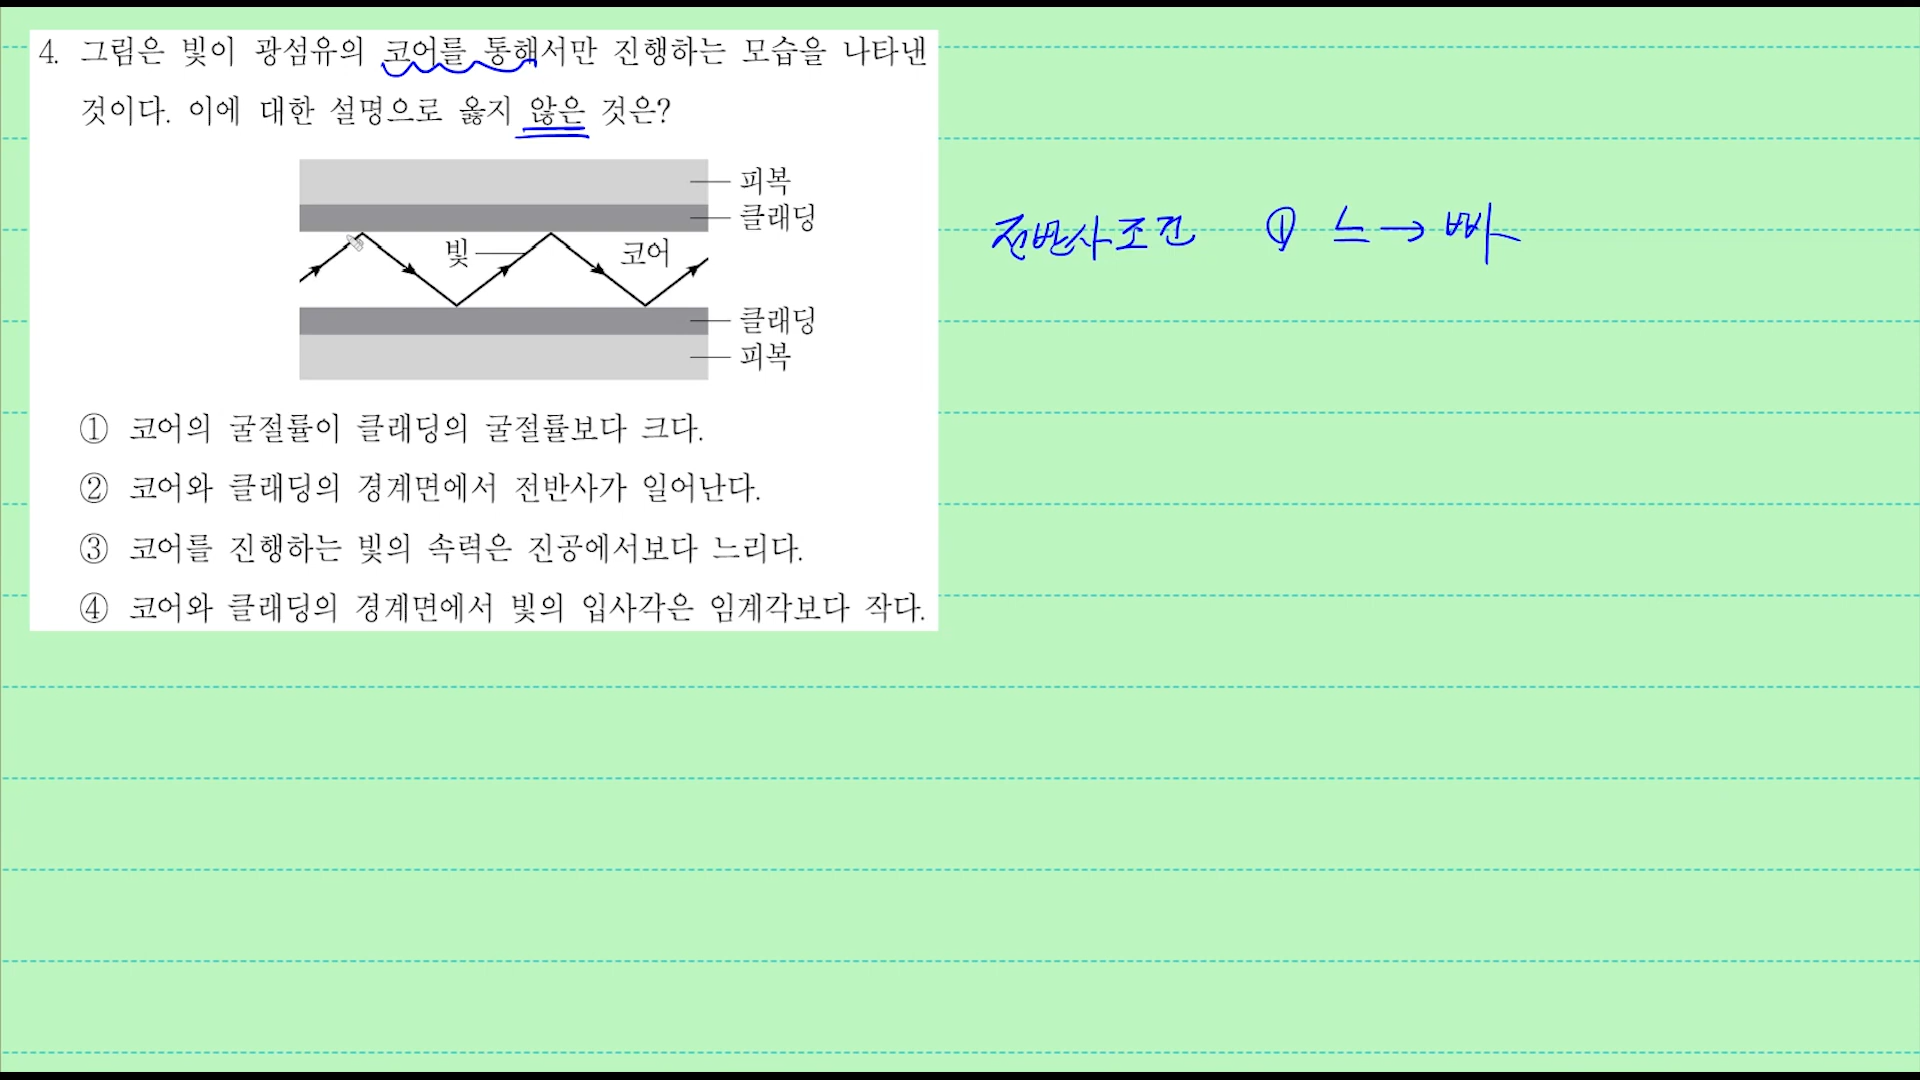 4. 그림은 빛이 광섬유의 코어를 통해서만 진행하는 모습을 나타낸
것이다. 이에 대한 설명으로 옳지 않은 것은?
피복
클래딩
빛
코어
클래딩
피복
① 코어의 굴절률이 클래딩의 굴절률보다 크다.
② 코어와 클래딩의 경계면에서 전반사가 일어난다.
③ 코어를 진행하는 빛의 속력은 진공에서보다 느리다.
④ 코어와 클래딩의 경계면에서 빛의 입사각은 임계각보다 작다.
전반사조건 ① 느→빠